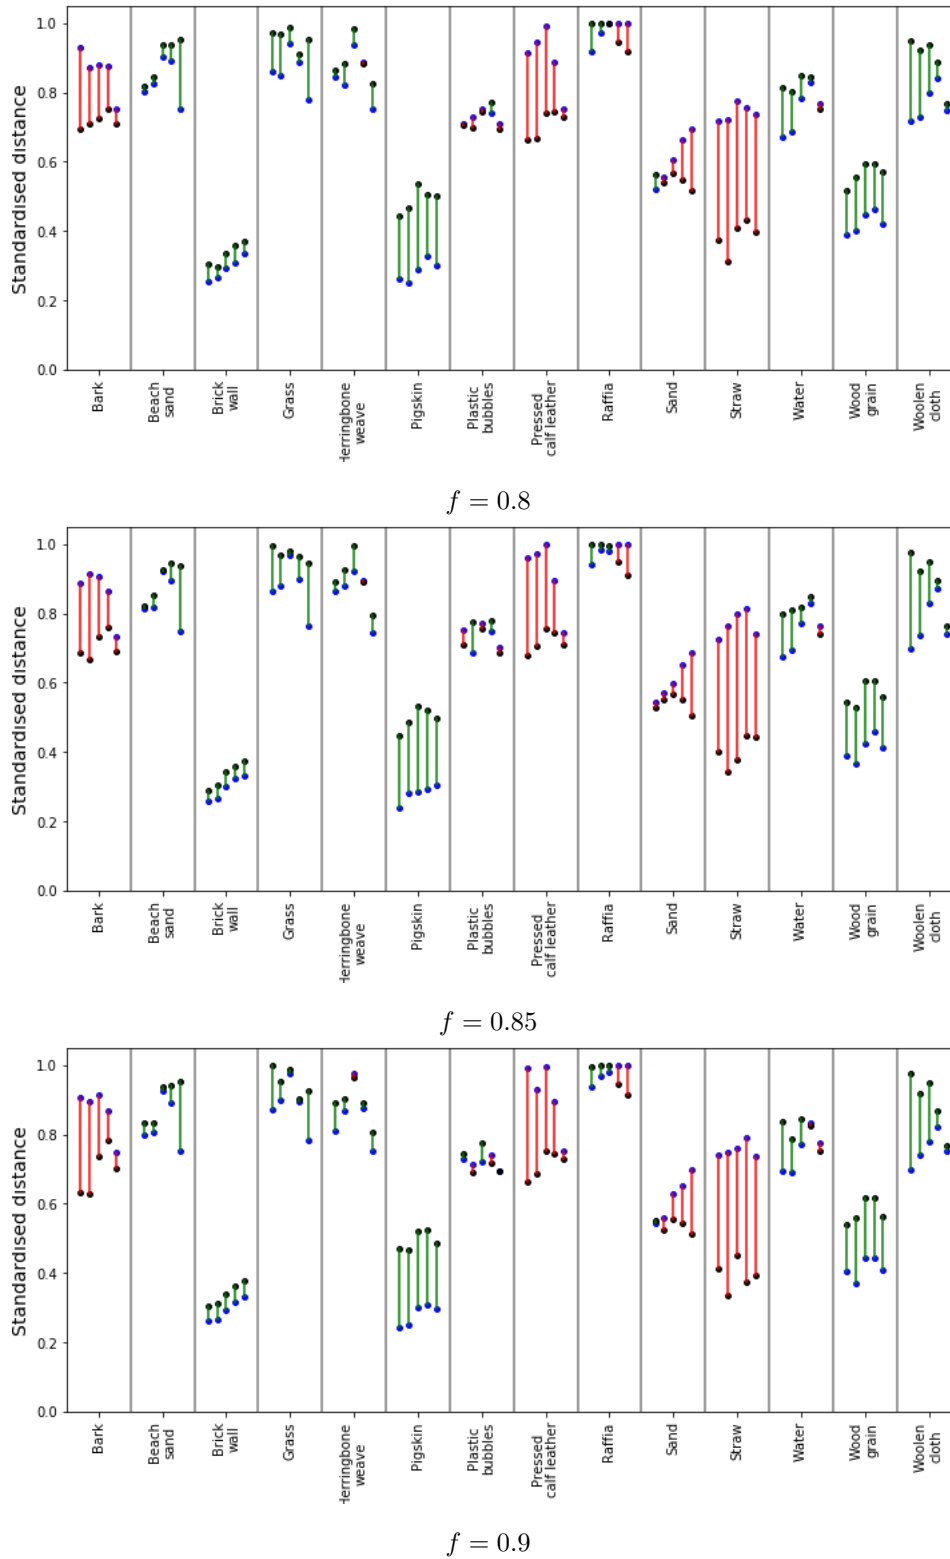 1.0
0.8
0.6
0.4
0.2
0.0
Standardised distance
Bark
Beach
sand
Brick
wall
Grass
Herringbone
weave
Pigskin
Plastic
bubbles
Pressed
calf leather
Raffia
Sand
Straw
Water
Wood
grain
Woolen
cloth
f = 0.8
1.0
0.8
0.6
0.4
0.2
0.0
Standardised distance
Bark
Beach
sand
Brick
wall
Grass
Herringbone
weave
Pigskin
Plastic
bubbles
Pressed
calf leather
Raffia
Sand
Straw
Water
Wood
grain
Woolen
cloth
f = 0.85
1.0
0.8
0.6
0.4
0.2
0.0
Standardised distance
Bark
Beach
sand
Brick
wall
Grass
Herringbone
weave
Pigskin
Plastic
bubbles
Pressed
calf leather
Raffia
Sand
Straw
Water
Wood
grain
Woolen
cloth
f = 0.9